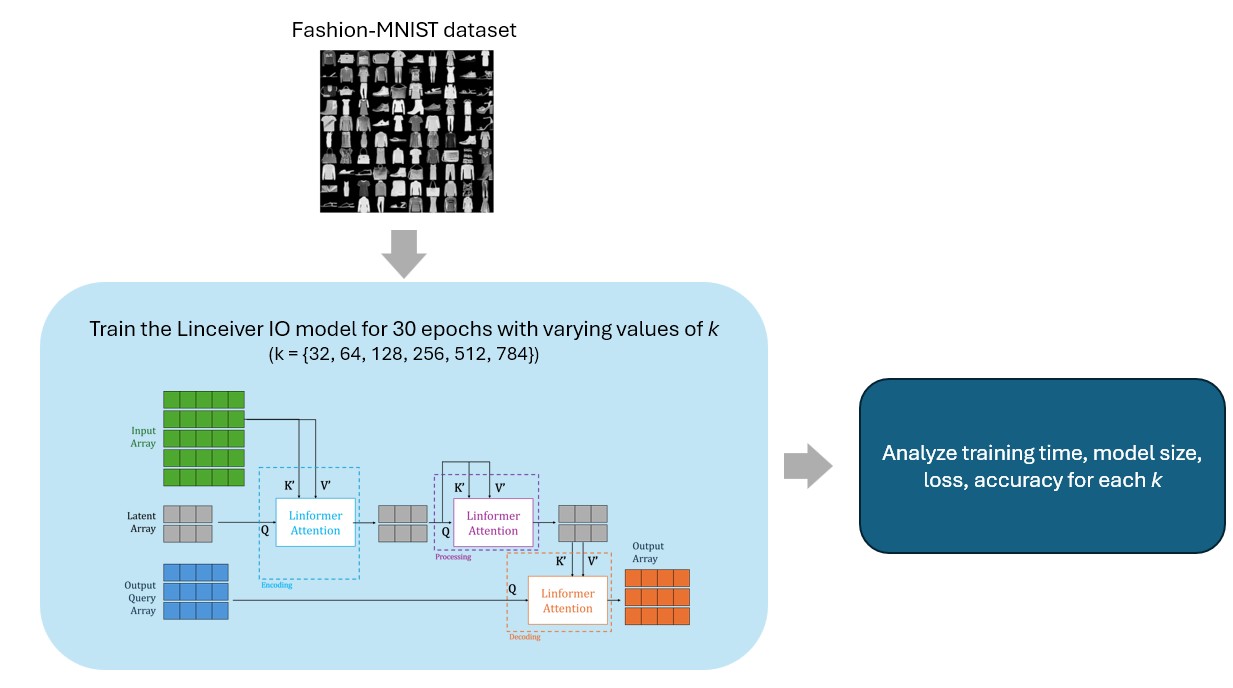 Fashion-MNIST dataset
Train the Linceiver IO model for 30 epochs with varying values of k
(k = {32, 64, 128, 256, 512, 784})
Input
Array
K’
V’
Latent
Array
Q
Linformer
Attention
Encoding
K’
V’
Q
Linformer
Attention
Processing
Output
Query
Array
K’
V’
Q
Linformer
Attention
Decoding
Output
Array
Analyze training time, model size,
loss, accuracy for each k